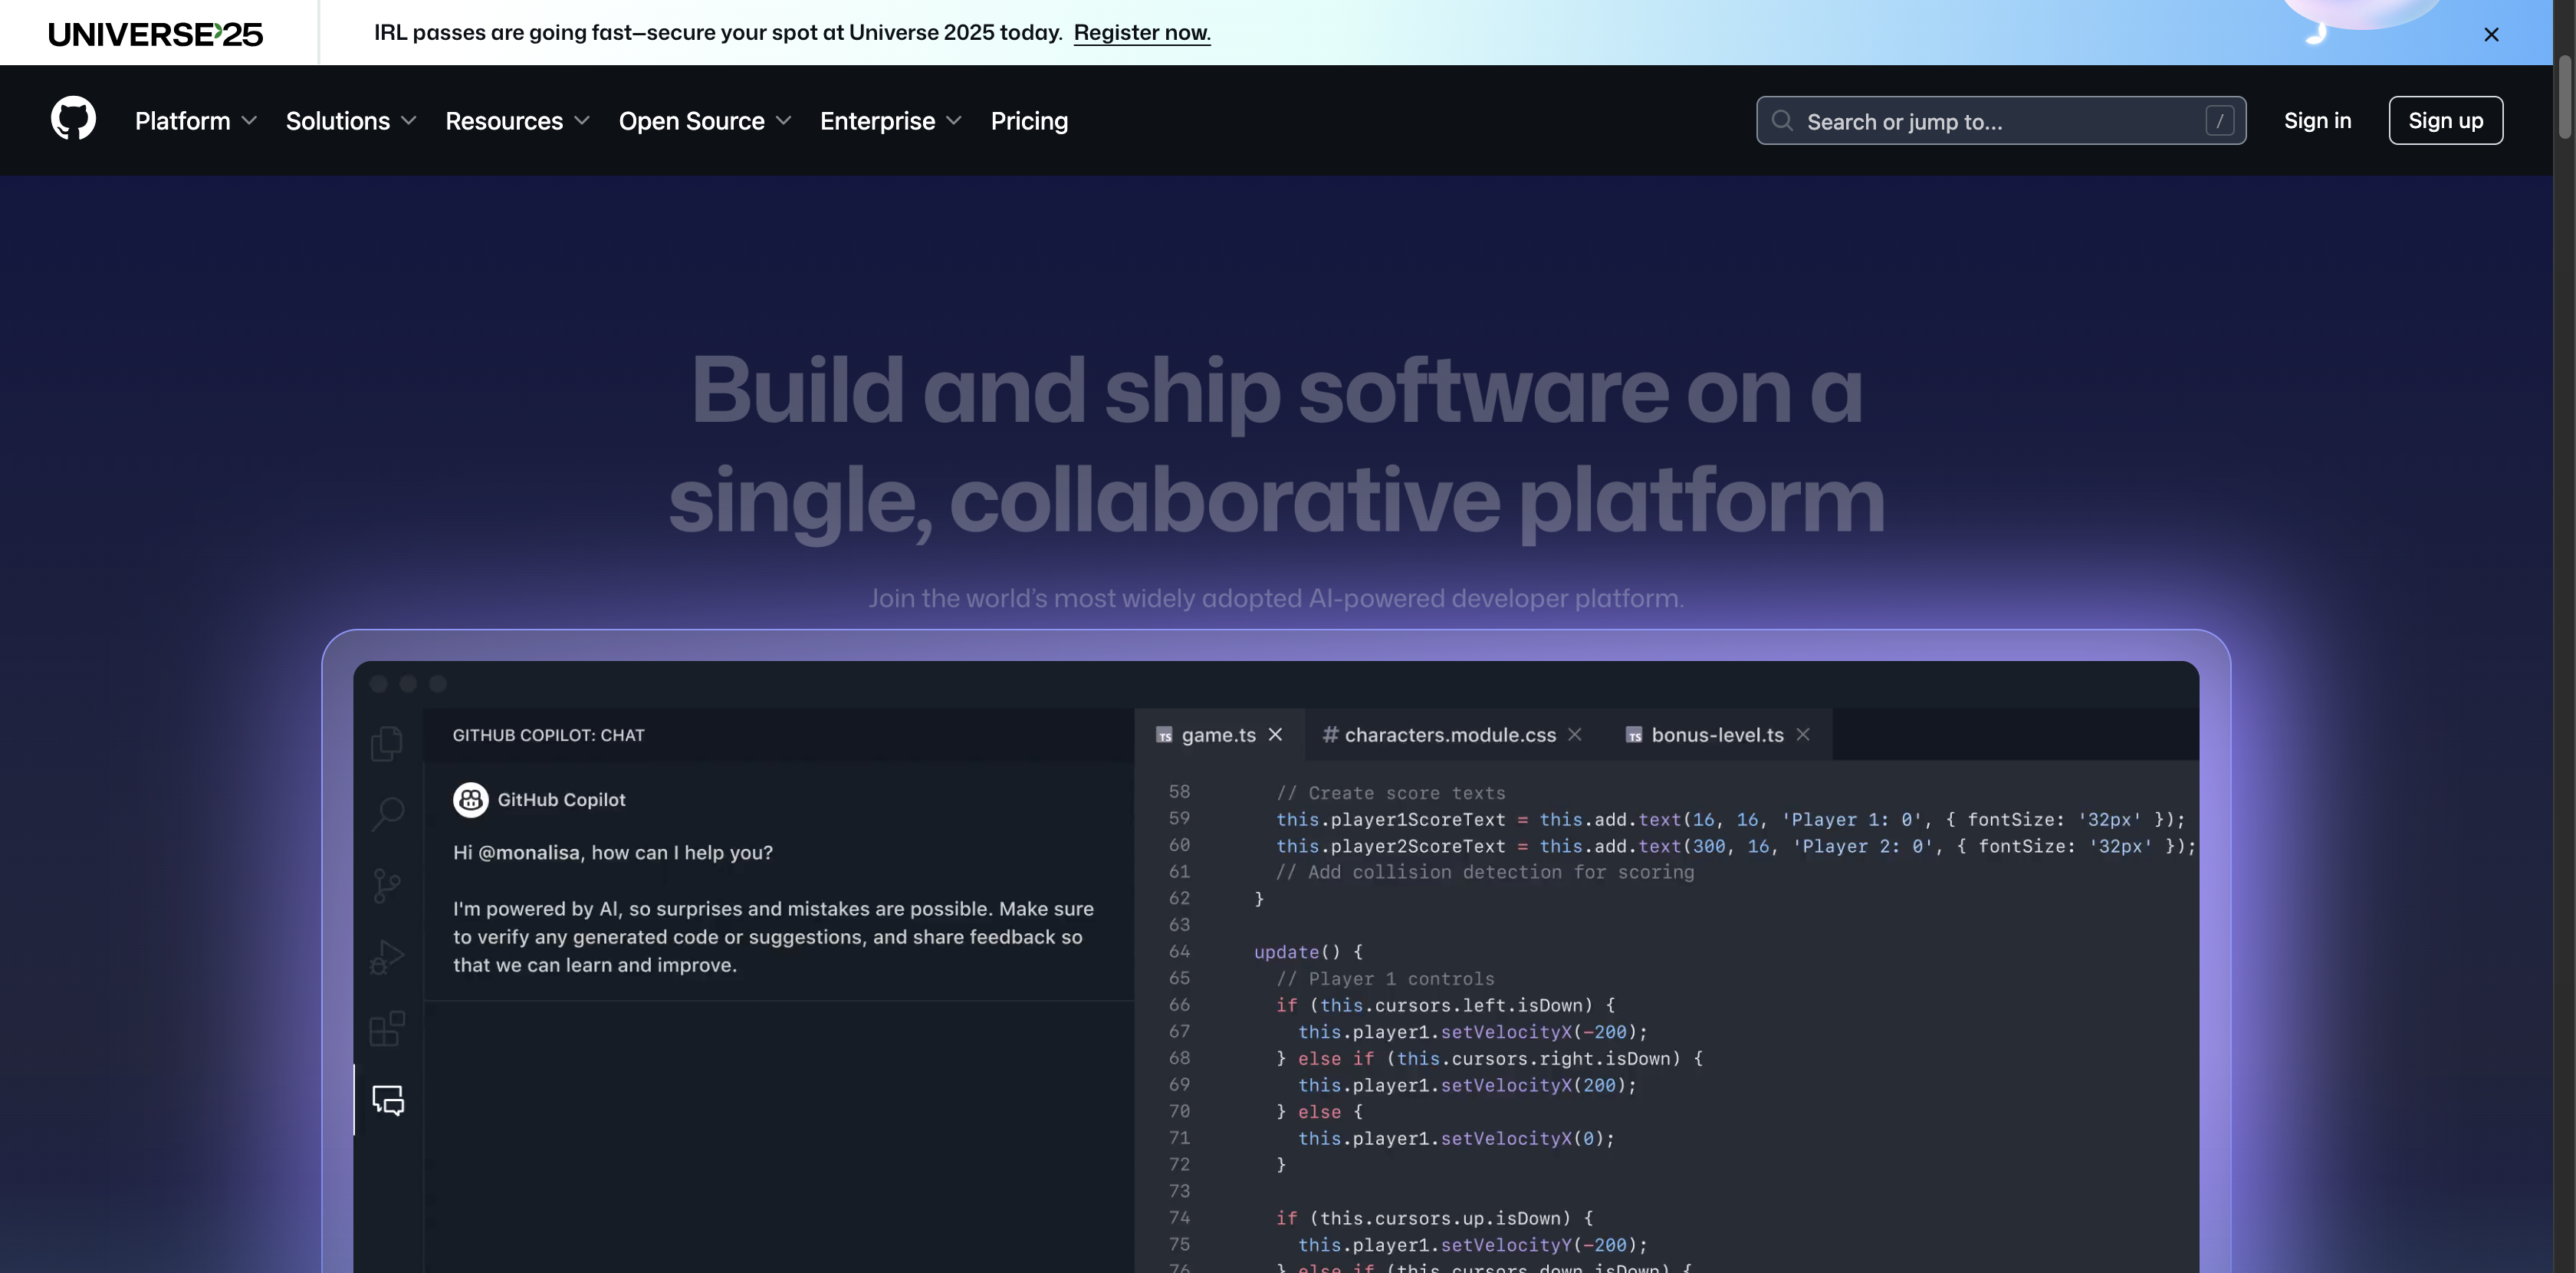 UNIVERSE'25
IRL passes are going fast—secure your spot at Universe 2025 today. Register now.
Platform Solutions Resources Open Source Enterprise Pricing
Search or jump to... /
Sign in
Sign up
Build and ship software on a
single, collaborative platform
Join the world's most widely adopted AI-powered developer platform.
GITHUB COPILOT: CHAT
GitHub Copilot
Hi @monalisa, how can I help you?
I'm powered by AI, so surprises and mistakes are possible. Make sure
to verify any generated code or suggestions, and share feedback so
that we can learn and improve.
TS game.ts # characters.module.css TS bonus-level.ts
58 // Create score texts
59 this.player1ScoreText = this.add.text(16, 16, 'Player 1: 0', { fontSize: '32px' });
60 this.player2ScoreText = this.add.text(300, 16, 'Player 2: 0', { fontSize: '32px' });
61 // Add collision detection for scoring
62 }
63
64 update() {
65 // Player 1 controls
66 if (this.cursors.left.isDown) {
67 this.player1.setVelocityX(-200);
68 } else if (this.cursors.right.isDown) {
69 this.player1.setVelocityX(200);
70 } else {
71 this.player1.setVelocityX(0);
72 }
73
74 if (this.cursors.up.isDown) {
75 this.player1.setVelocityY(-200);
76 } else if (this.cursors.down.isDown) {